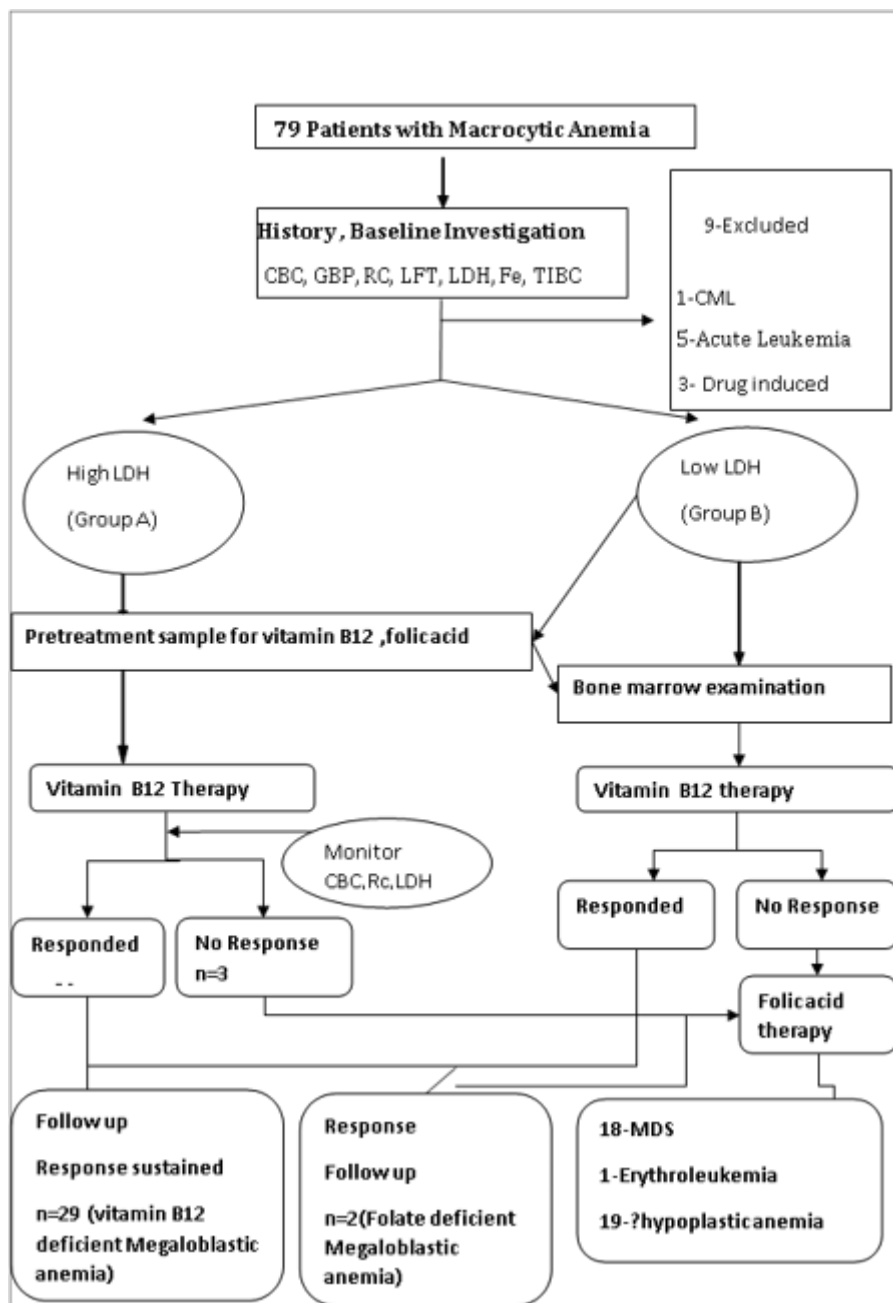 79 Patients with Macrocytic Anemia
History , Baseline Investigation
CBC, GBP, RC, LFT, LDH, Fe, TIBC
9-Excluded
1-CML
5-Acute Leukemia
3- Drug induced
High LDH
(Group A)
Low LDH
(Group B)
Pretreatment sample for vitamin B12 ,folicacid
Bone marrow examination
Vitamin B12 Therapy
Vitamin B12 therapy
Monitor
CBC,Rc,LDH
Responded
No Response
n=3
Responded
No Response
Folicacid
therapy
Follow up
Response sustained
n=29 (vitamin B12
deficient Megaloblastic
anemia)
Response
Follow up
n=2(Folate deficient
Megaloblastic
anemia)
18-MDS
1-Erythroleukemia
19-?hypoplasticanemia